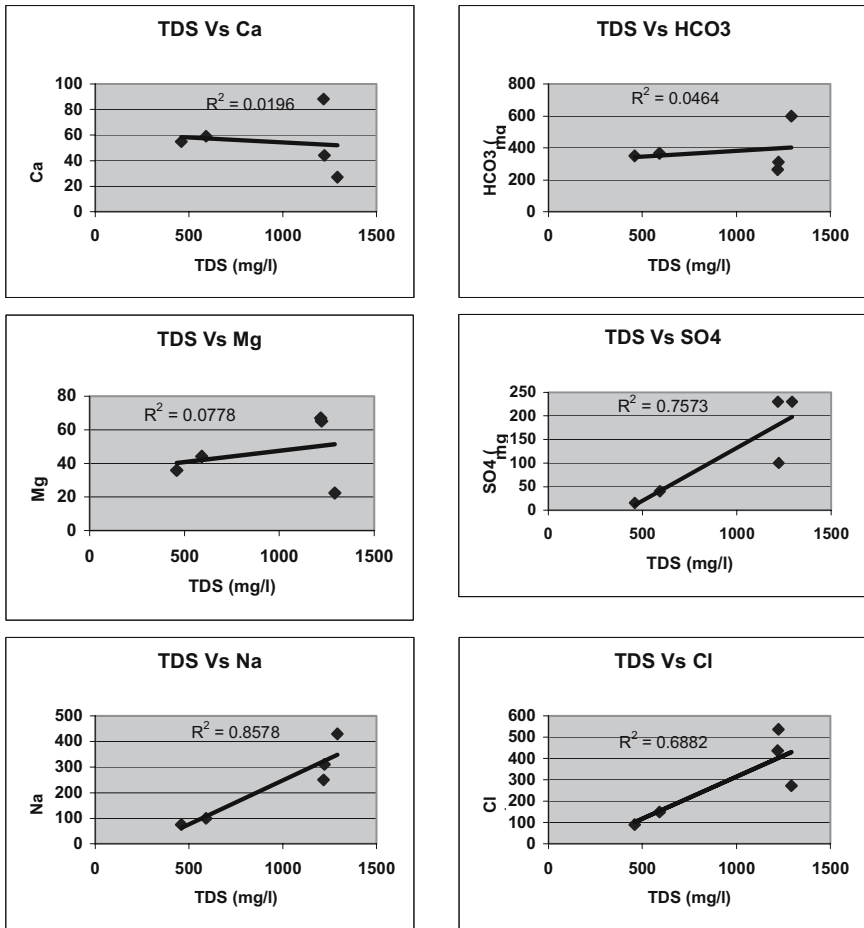 TDS Vs Ca
R² = 0.0196
Ca
100
80
60
40
20
0
0 500 1000 1500
TDS (mg/l)
TDS Vs HCO3
R² = 0.0464
HCO3 (mg
800
600
400
200
0
0 500 1000 1500
TDS (mg/l)
TDS Vs Mg
R² = 0.0778
Mg
80
60
40
20
0
0 500 1000 1500
TDS (mg/l)
TDS Vs SO4
R² = 0.7573
SO4 (mg
250
200
150
100
50
0
0 500 1000 1500
TDS (mg/l)
TDS Vs Na
R² = 0.8578
Na
500
400
300
200
100
0
0 500 1000 1500
TDS (mg/l)
TDS Vs Cl
R² = 0.6882
Cl
600
500
400
300
200
100
0
0 500 1000 1500
TDS (mg/l)